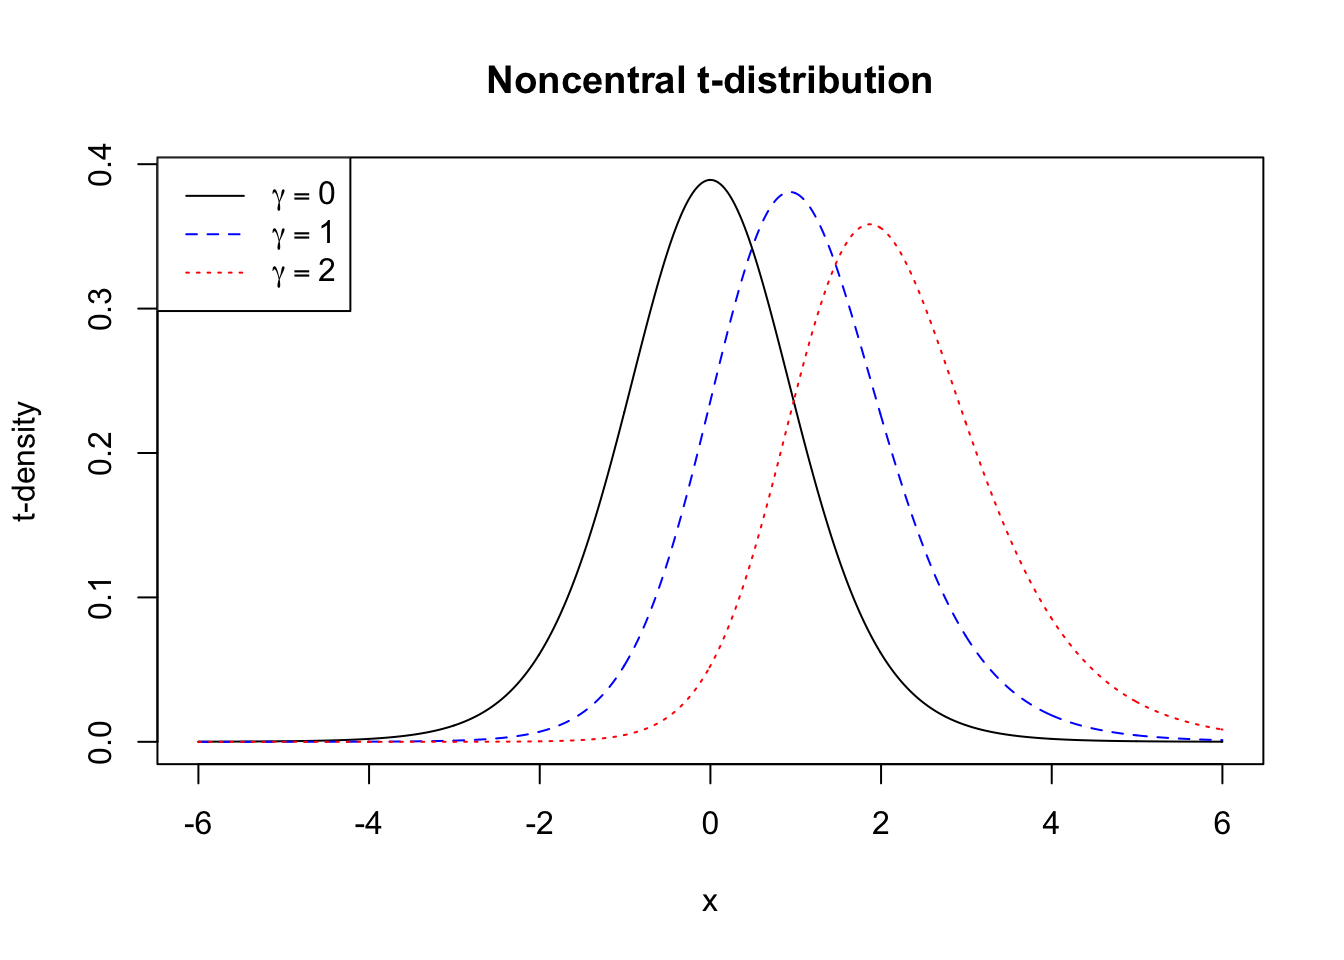 Noncentral t-distribution
γ = 0
γ = 1
γ = 2
t-density
0.4
0.3
0.2
0.1
0.0
-6 -4 -2 0 2 4 6
x